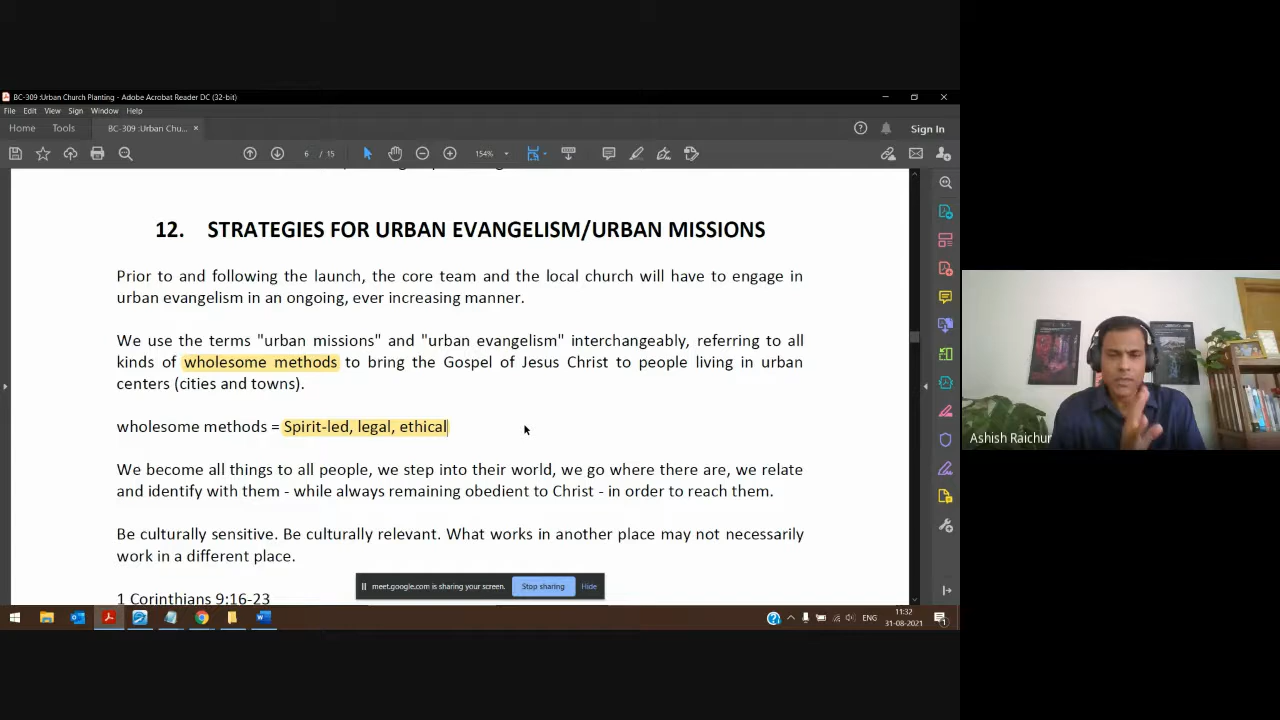 BC-309 :Urban Church Planting - Adobe Acrobat Reader DC (32-bit)
File Edit View Sign Window Help
Home Tools BC-309 :Urban Chu... × Sign In
6 / 15 154%
12. STRATEGIES FOR URBAN EVANGELISM/URBAN MISSIONS
Prior to and following the launch, the core team and the local church will have to engage in
urban evangelism in an ongoing, ever increasing manner.
We use the terms "urban missions" and "urban evangelism" interchangeably, referring to all
kinds of wholesome methods to bring the Gospel of Jesus Christ to people living in urban
centers (cities and towns).
wholesome methods = Spirit-led, legal, ethical
We become all things to all people, we step into their world, we go where there are, we relate
and identify with them - while always remaining obedient to Christ - in order to reach them.
Be culturally sensitive. Be culturally relevant. What works in another place may not necessarily
work in a different place.
1 Corinthians 9:16-23
meet.google.com is sharing your screen. Stop sharing Hide
ENG 11:32
31-08-2021
Ashish Raichur